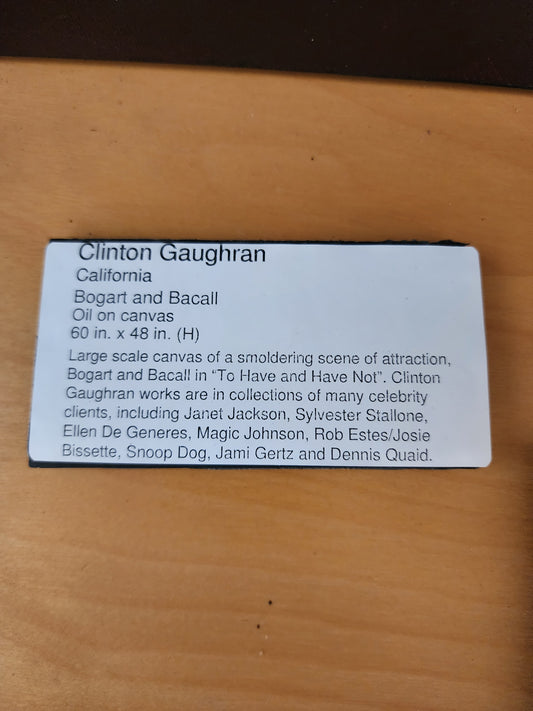 Clinton Gaughran
California
Bogart and Bacall
Oil on canvas
60 in. x 48 in. (H)
Large scale canvas of a smoldering scene of attraction,
Bogart and Bacall in "To Have and Have Not". Clinton
Gaughran works are in collections of many celebrity
clients, including Janet Jackson, Sylvester Stallone,
Ellen De Generes, Magic Johnson, Rob Estes/Josie
Bissette, Snoop Dog, Jami Gertz and Dennis Quaid.